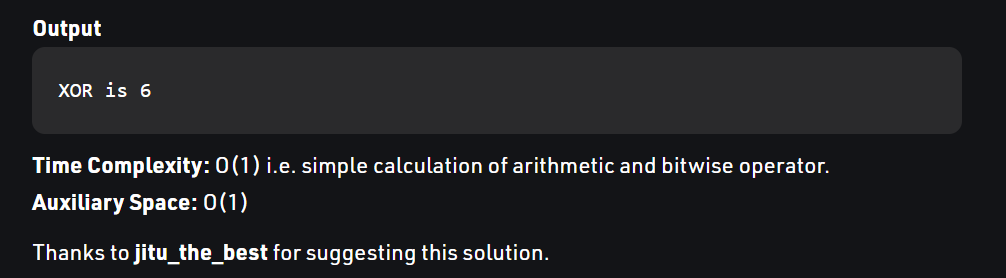 Output
XOR is 6
Time Complexity: O(1) i.e. simple calculation of arithmetic and bitwise operator.
Auxiliary Space: O(1)
Thanks to jitu_the_best for suggesting this solution.